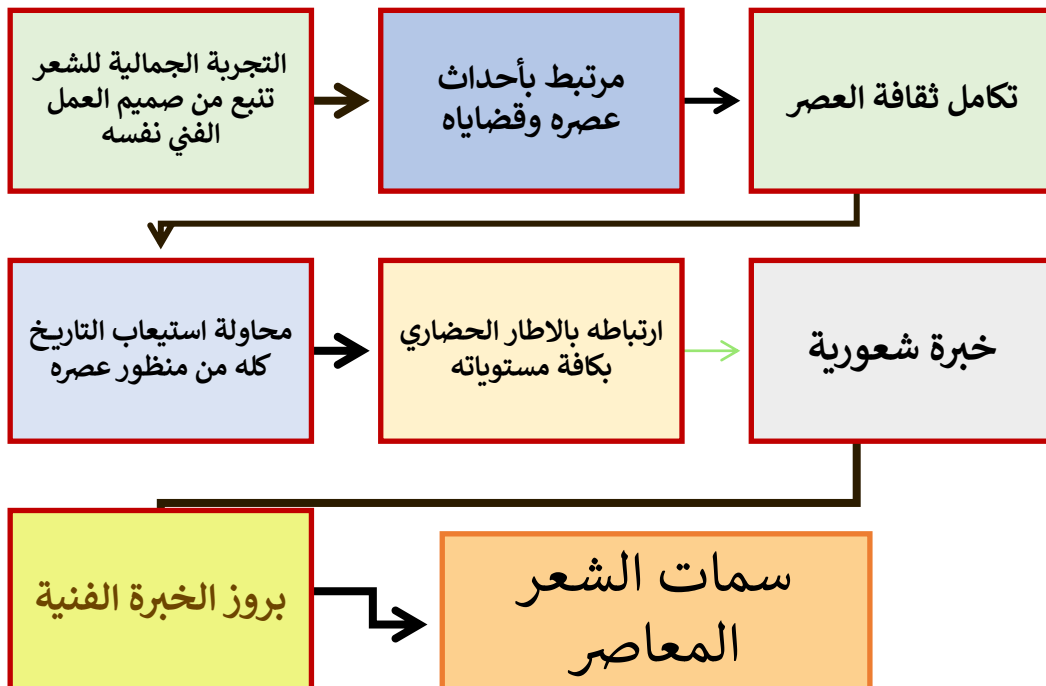 التجربة الجمالية للشعر
تنبع من صميم العمل
الفني نفسه
مرتبط بأحداث
عصره وقضاياه
تكامل ثقافة العصر
محاولة استيعاب التاريخ
كله من منظور عصره
ارتباطه بالاطار الحضاري
بكافة مستوياته
خبرة شعورية
بروز الخبرة الفنية
سمات الشعر
المعاصر